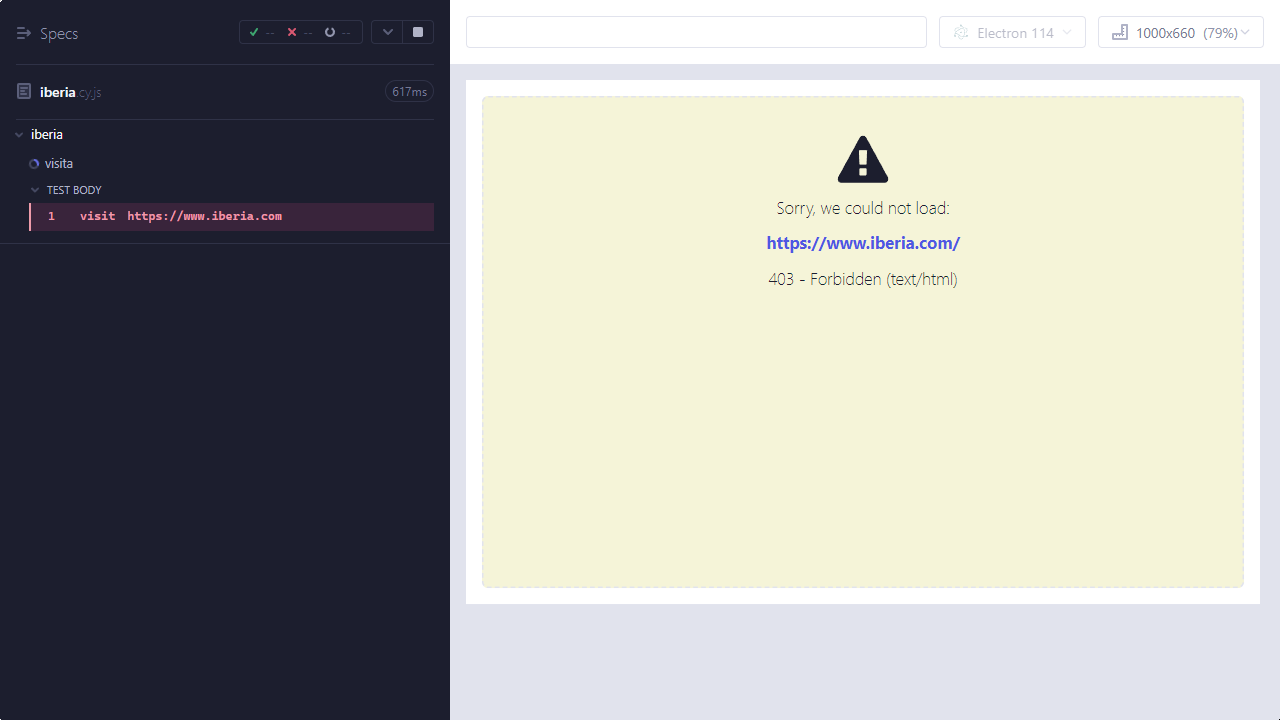 Specs
-- -- --
iberia.cy.js
617ms
iberia
visita
TEST BODY
1 visit https://www.iberia.com
Electron 114
1000x660 (79%)
Sorry, we could not load:
https://www.iberia.com/
403 - Forbidden (text/html)